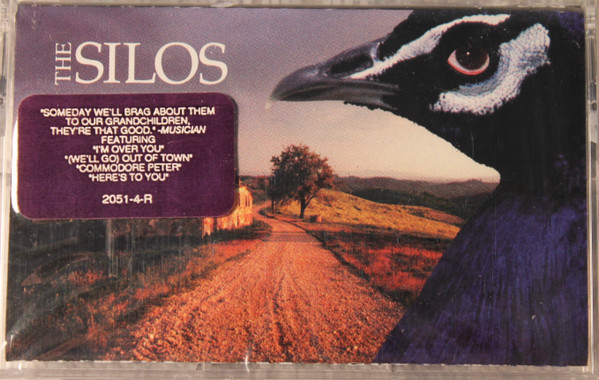 THE SILOS
"SOMEDAY WE'LL BRAG ABOUT THEM
TO OUR GRANDCHILDREN,
THEY'RE THAT GOOD." -MUSICIAN
FEATURING
"I'M OVER YOU"
"(WE'LL GO) OUT OF TOWN"
"COMMODORE PETER"
"HERE'S TO YOU"
2051-4-R